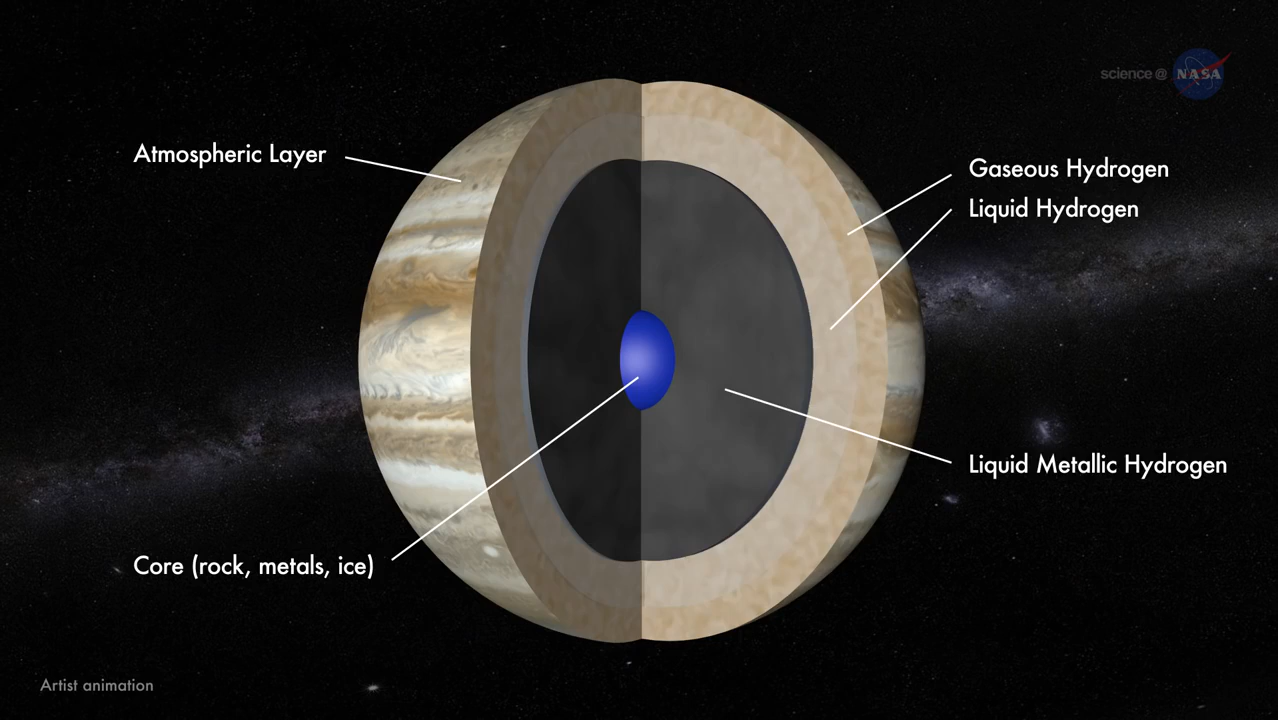 science @ NASA
Atmospheric Layer
Gaseous Hydrogen
Liquid Hydrogen
Liquid Metallic Hydrogen
Core (rock, metals, ice)
Artist animation